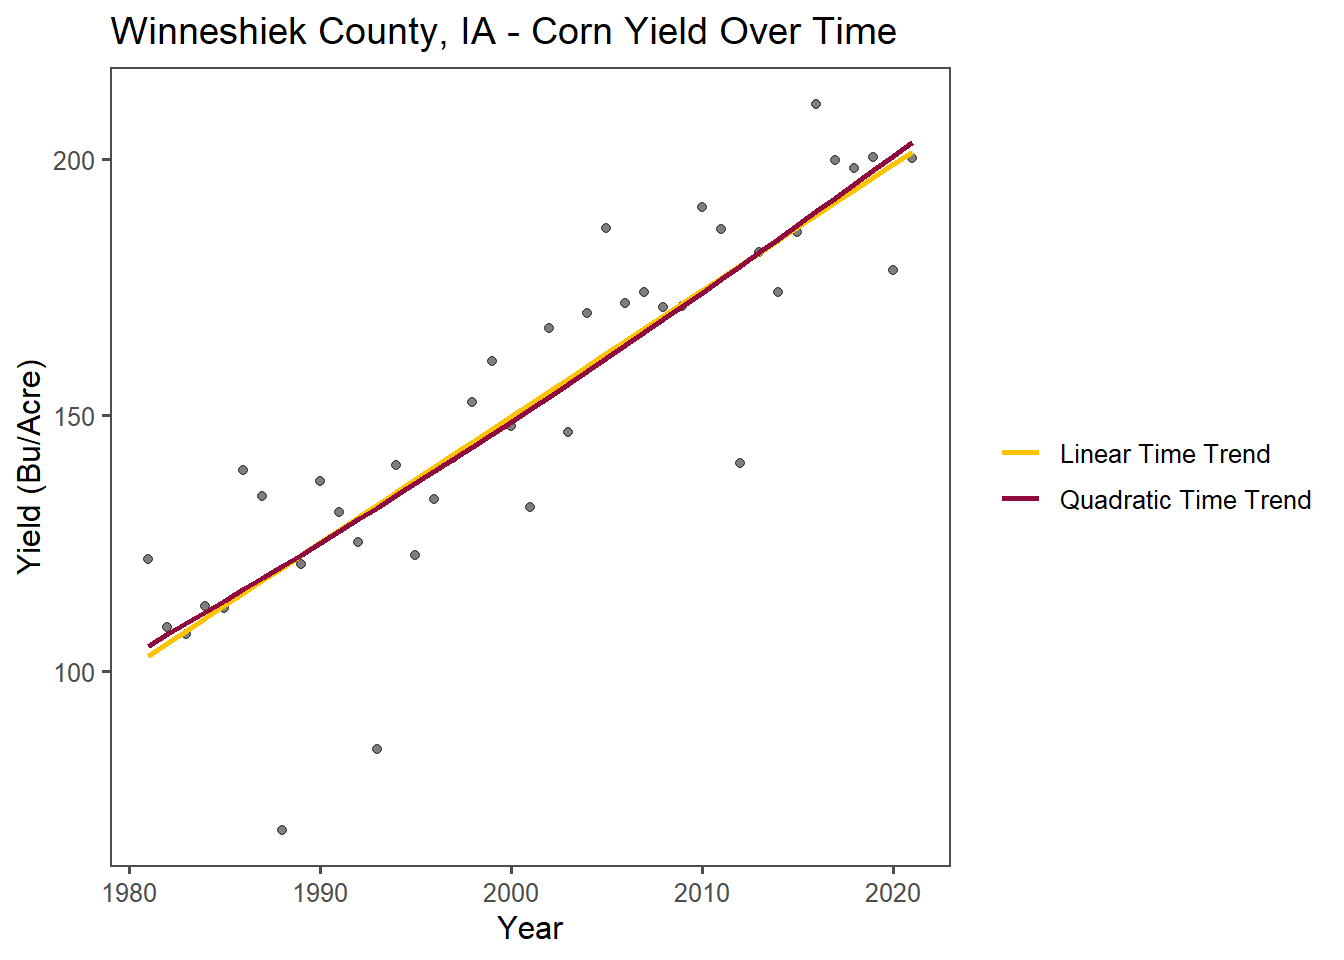 Winneshiek County, IA - Corn Yield Over Time
Yield (Bu/Acre)
200
150
100
1980
1990
2000
2010
2020
Year
Linear Time Trend
Quadratic Time Trend